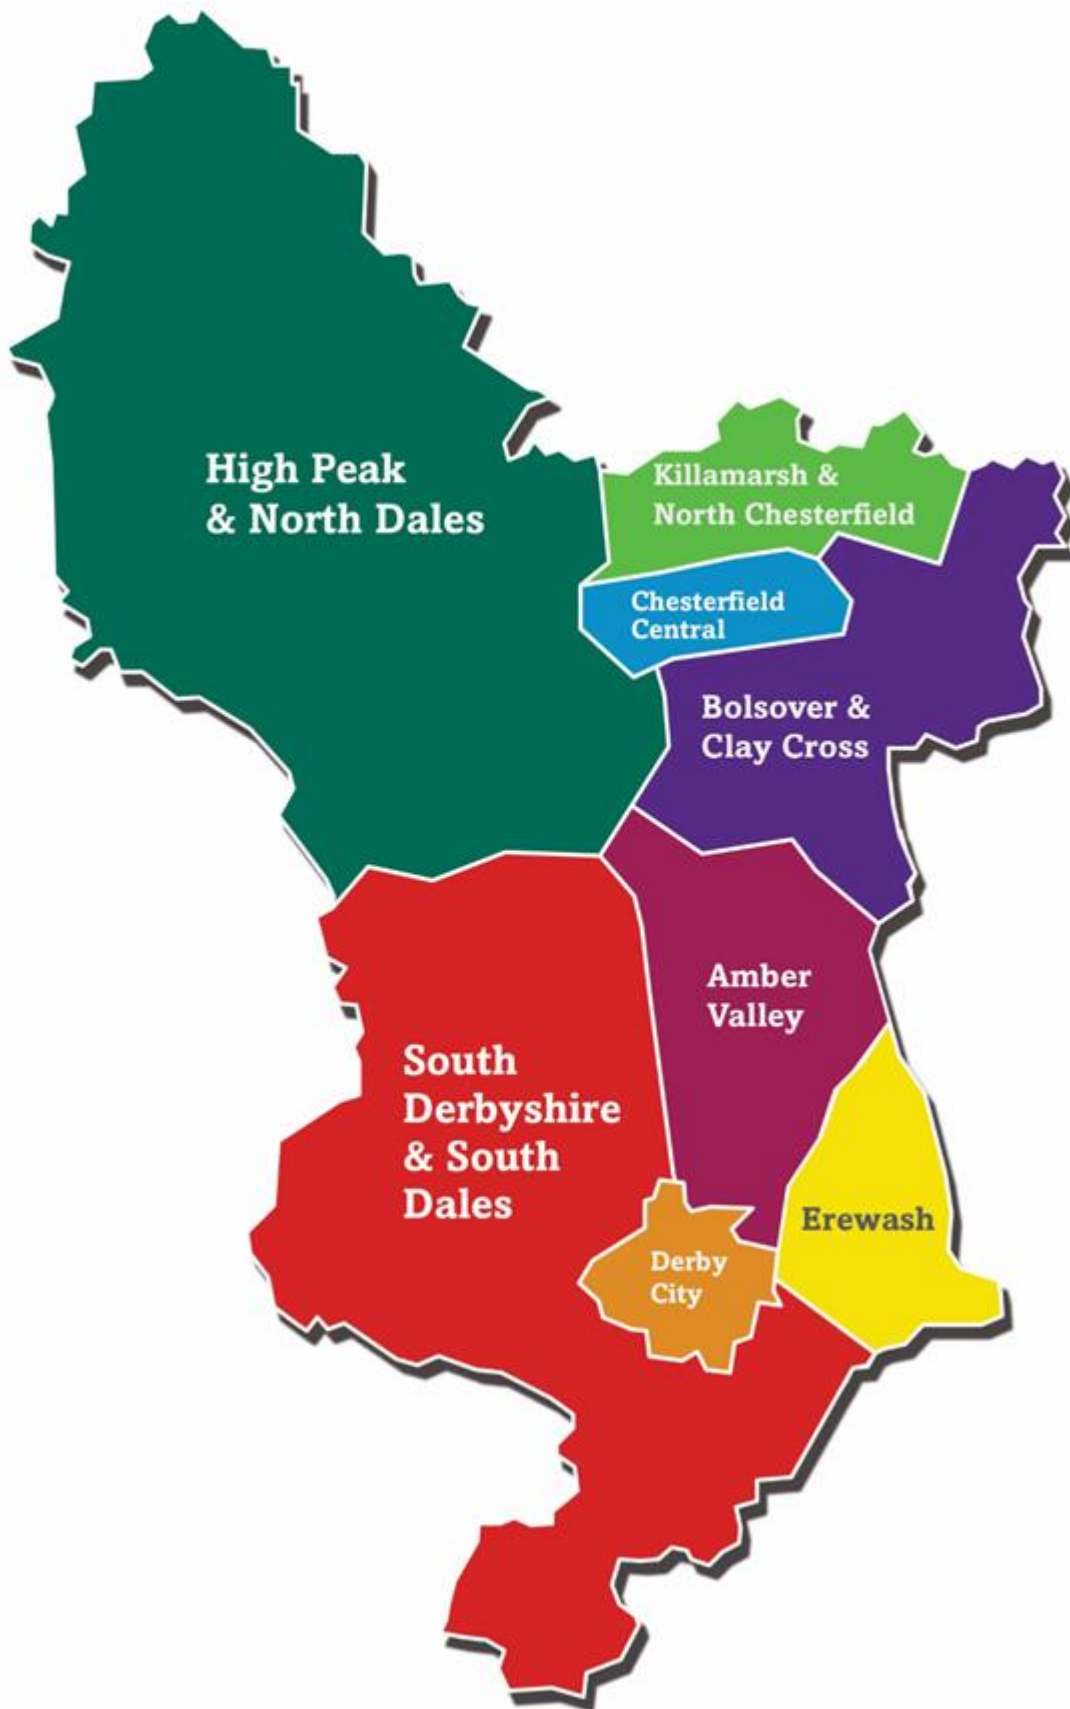 High Peak
& North Dales
Killamarsh &
North Chesterfield
Chesterfield
Central
Bolsover &
Clay Cross
Amber
Valley
South
Derbyshire
& South
Dales
Erewash
Derby
City